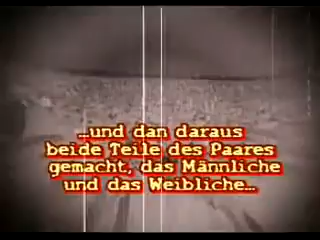 …und dan daraus
beide Teile des Paares
gemacht, das Männliche
und das Weibliche…